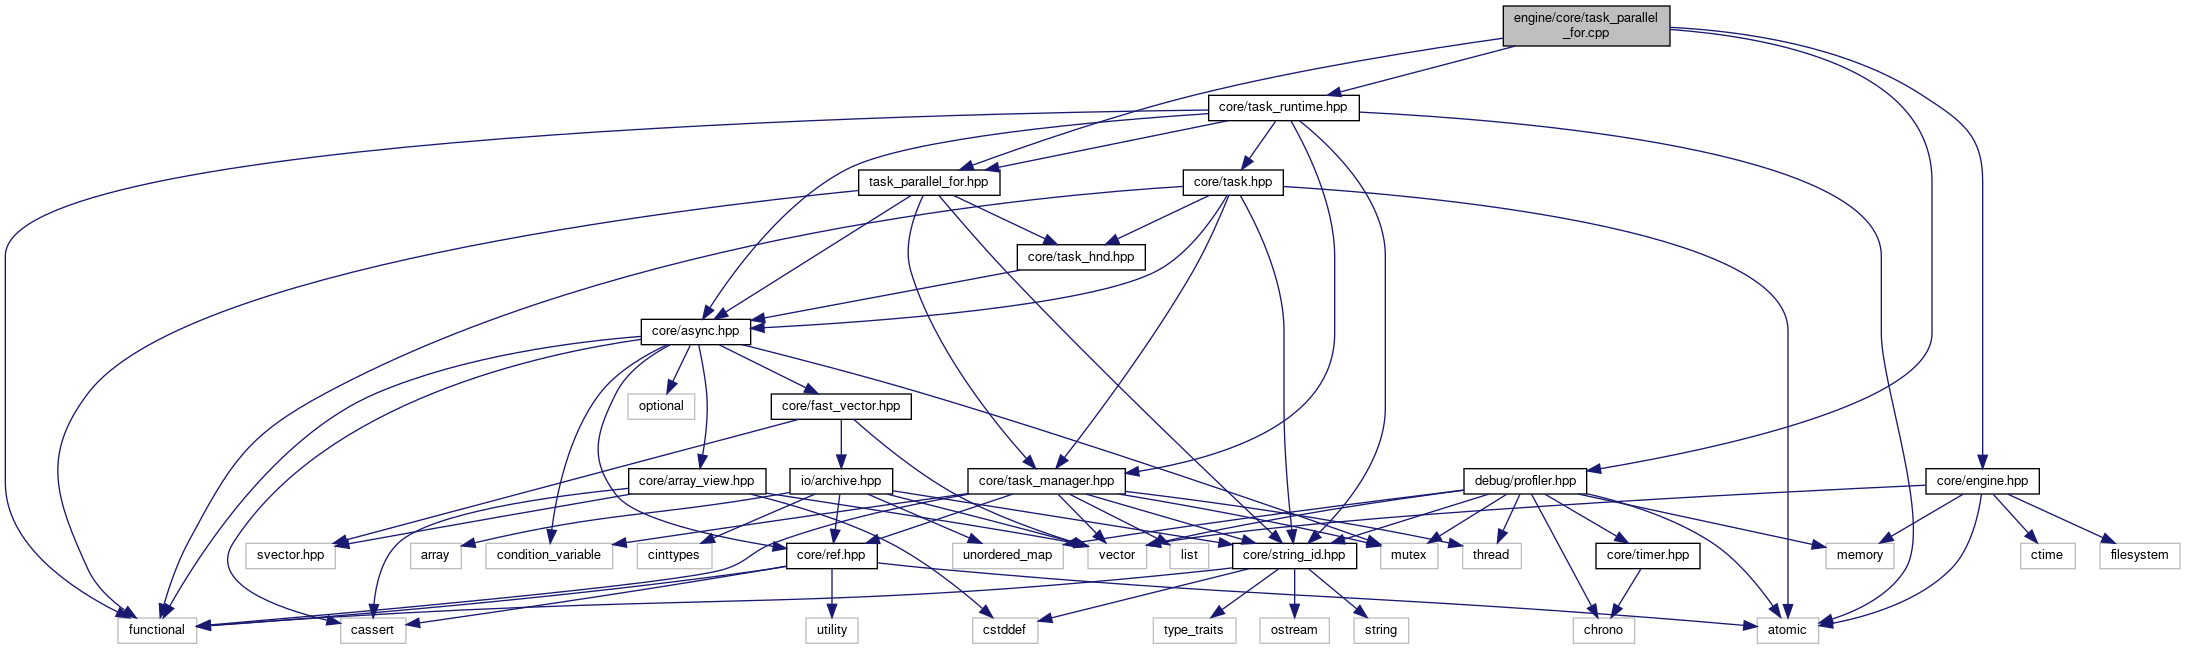 engine/core/task_parallel
_for.cpp
core/task_runtime.hpp
task_parallel_for.hpp
core/task.hpp
core/task_hnd.hpp
core/async.hpp
optional
core/fast_vector.hpp
core/array_view.hpp
io/archive.hpp
core/task_manager.hpp
debug/profiler.hpp
core/engine.hpp
svector.hpp
array
condition_variable
cinttypes
core/ref.hpp
unordered_map
vector
list
core/string_id.hpp
mutex
thread
core/timer.hpp
memory
ctime
filesystem
functional
cassert
utility
cstddef
type_traits
ostream
string
chrono
atomic